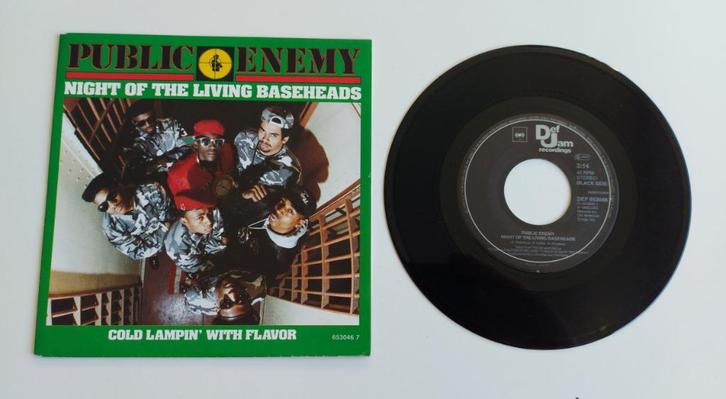 PUBLIC ENEMY
NIGHT OF THE LIVING BASEHEADS
COLD LAMPIN' WITH FLAVOR
653046 7
CBS
Def
Jam
recordings
3:14
45 RPM
STEREO
BLACK SIDE
DEF 653046
PUBLIC ENEMY
NIGHT OF THE LIVING BASEHEADS